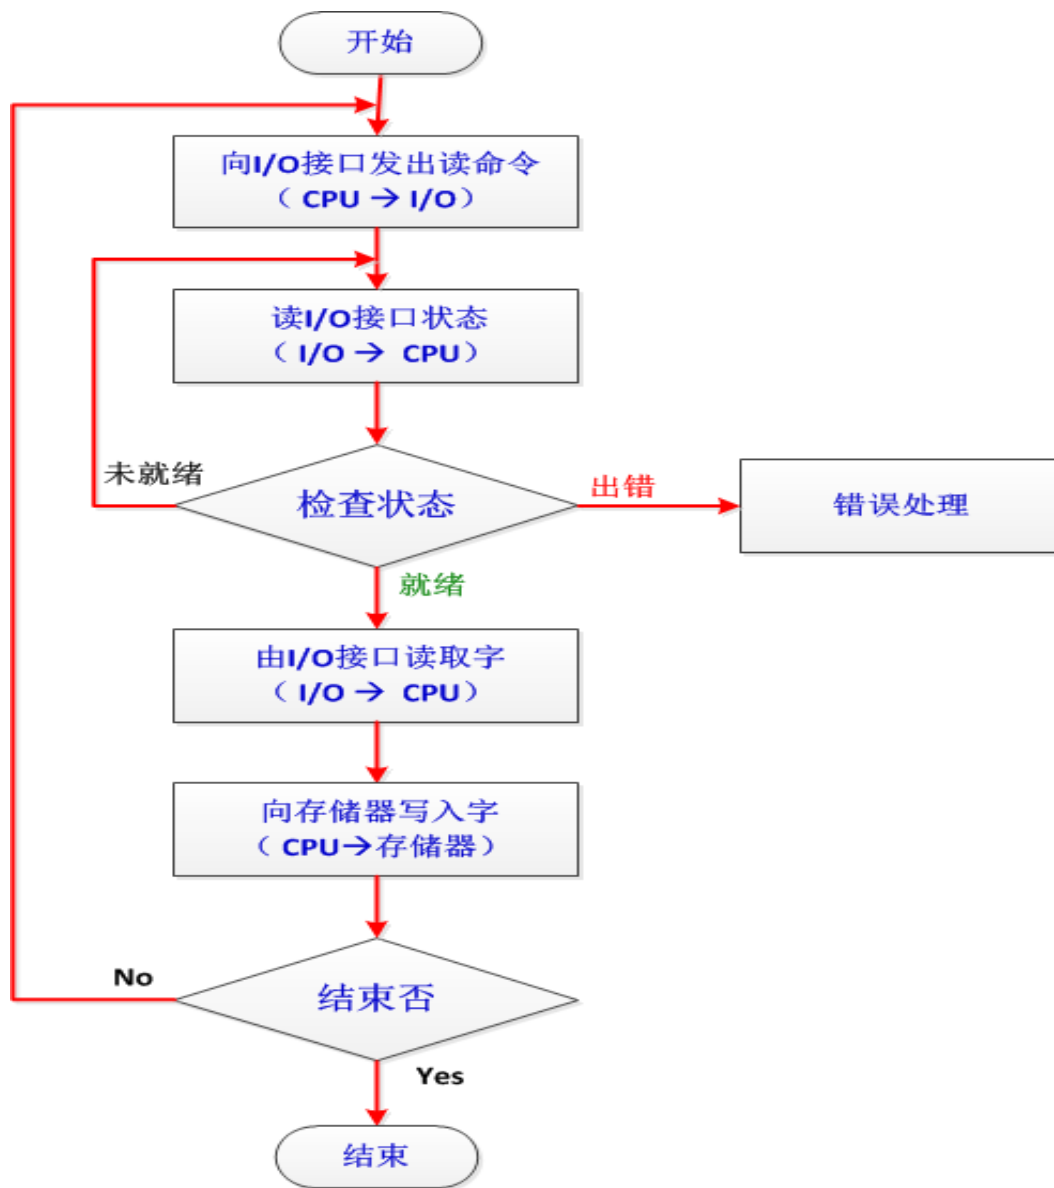 开始
向I/O接口发出读命令
（ CPU → I/O）
读I/O接口状态
（ I/O → CPU）
未就绪
检查状态
出错
错误处理
就绪
由I/O接口读取字
（ I/O → CPU）
向存储器写入字
（ CPU→存储器）
No
结束否
Yes
结束